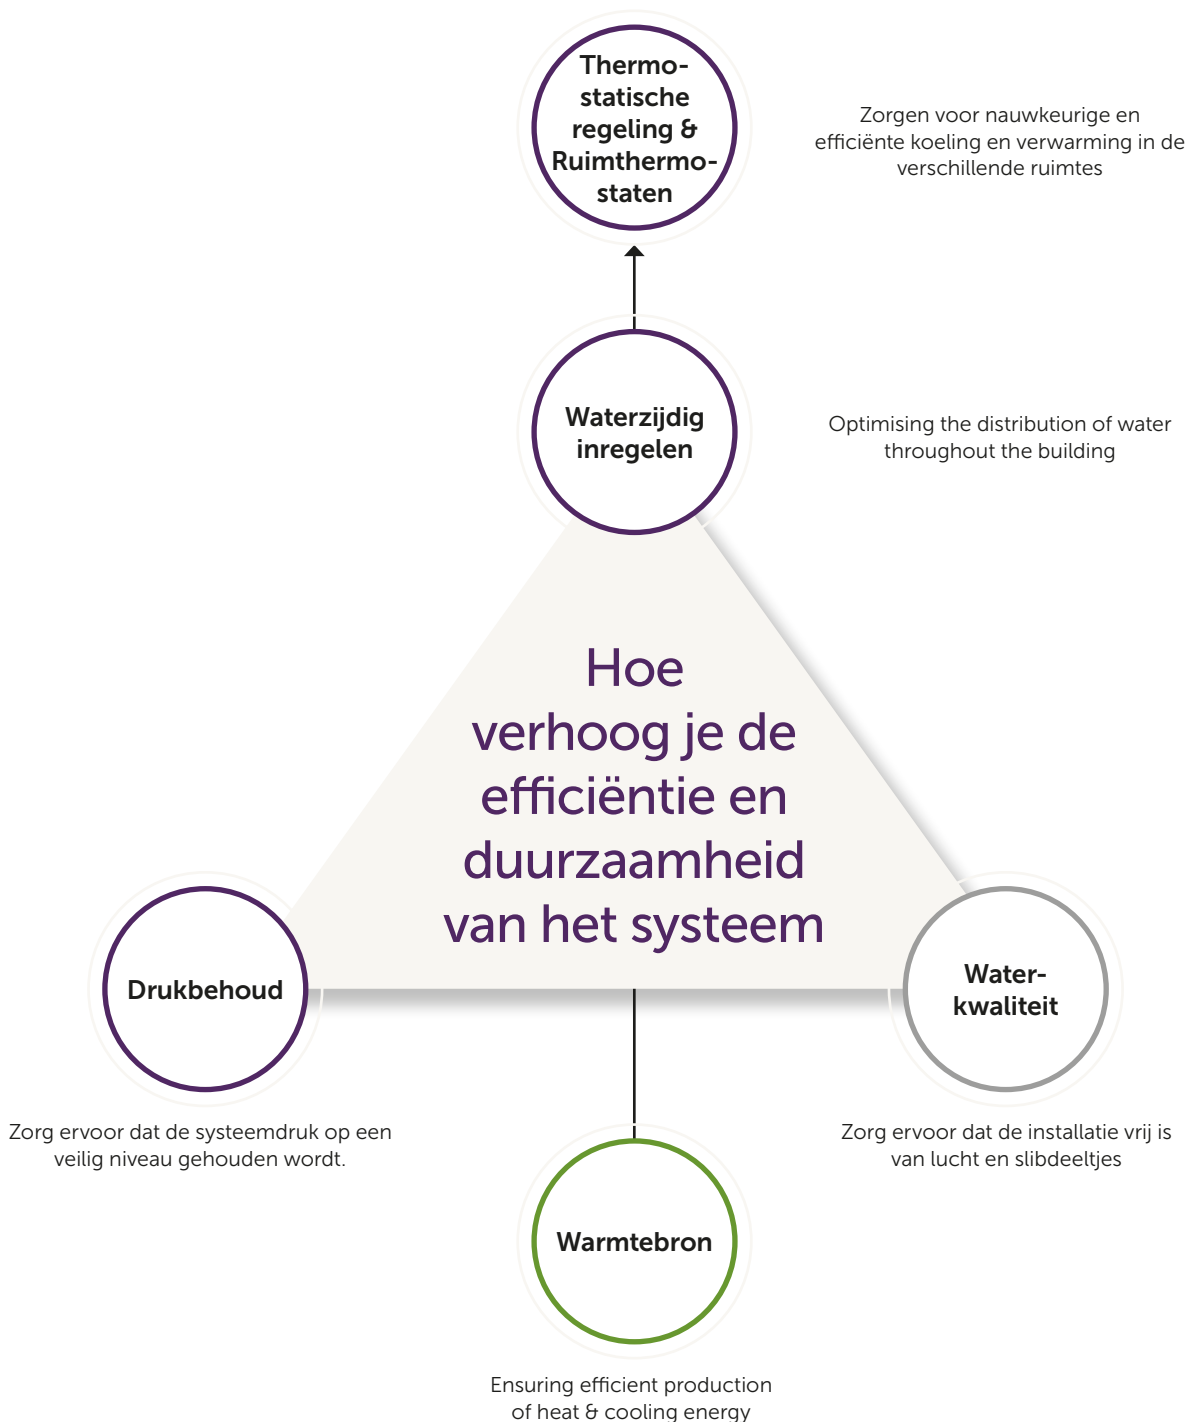 Thermo-
statische
regeling &
Ruimthermo-
staten
Zorgen voor nauwkeurige en
efficiënte koeling en verwarming in de
verschillende ruimtes
Waterzijdig
inregelen
Optimising the distribution of water
throughout the building
Hoe
verhoog je de
efficiëntie en
duurzaamheid
van het systeem
Drukbehoud
Water-
kwaliteit
Zorg ervoor dat de systeemdruk op een
veilig niveau gehouden wordt.
Zorg ervoor dat de installatie vrij is
van lucht en slibdeeltjes
Warmtebron
Ensuring efficient production
of heat & cooling energy